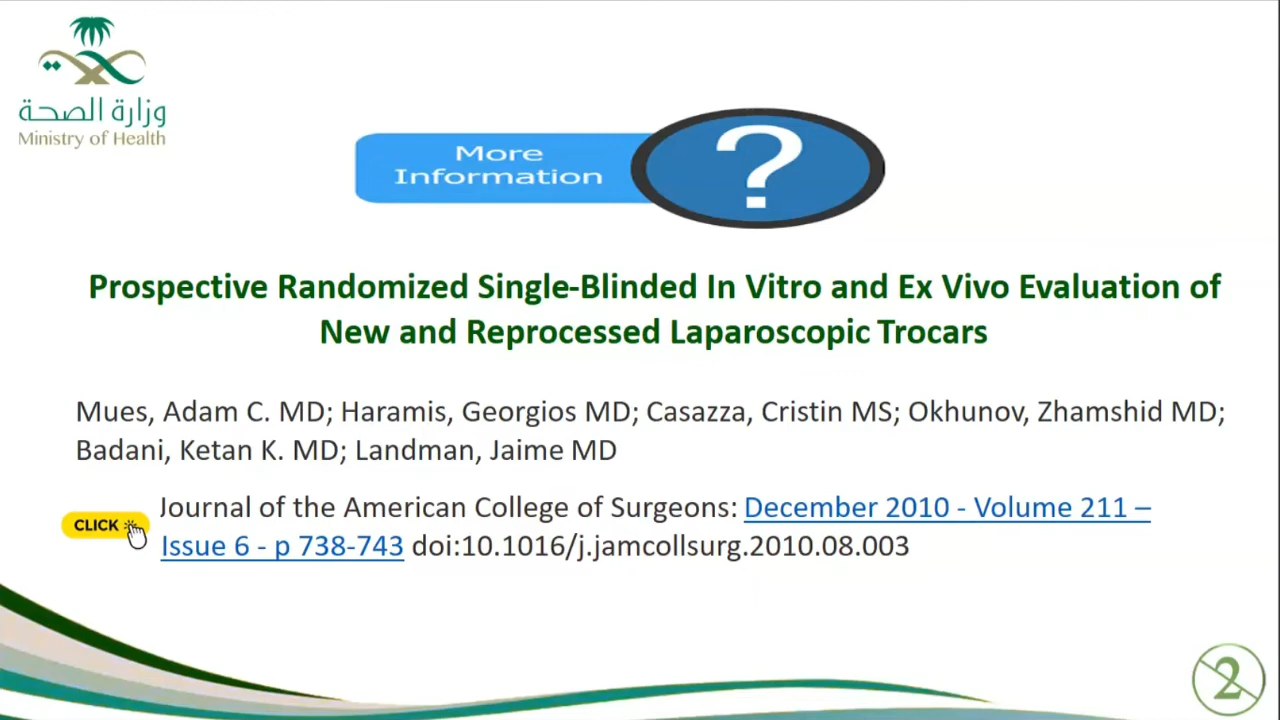 وزارة الصحة
Ministry of Health
More
Information
?
Prospective Randomized Single-Blinded In Vitro and Ex Vivo Evaluation of
New and Reprocessed Laparoscopic Trocars
Mues, Adam C. MD; Haramis, Georgios MD; Casazza, Cristin MS; Okhunov, Zhamshid MD;
Badani, Ketan K. MD; Landman, Jaime MD
CLICK
Journal of the American College of Surgeons: December 2010 - Volume 211 –
Issue 6 - p 738-743 doi:10.1016/j.jamcollsurg.2010.08.003
2